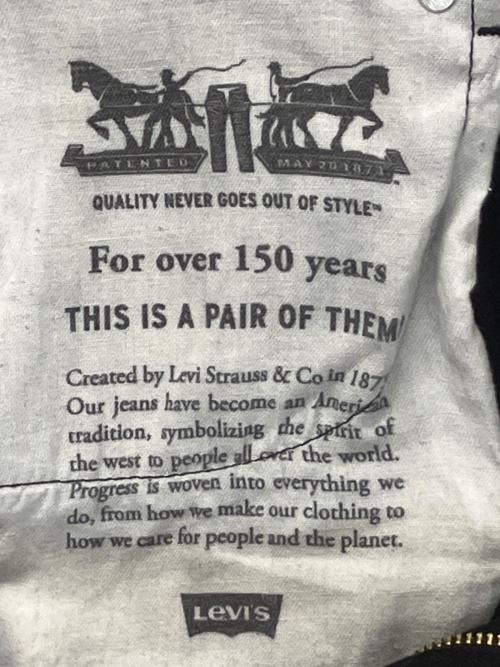 PATENTED MAY 20 1873
QUALITY NEVER GOES OUT OF STYLE™
For over 150 years
THIS IS A PAIR OF THEM!
Created by Levi Strauss & Co in 187
Our jeans have become an American
tradition, symbolizing the spirit of
the west to people all over the world.
Progress is woven into everything we
do, from how we make our clothing to
how we care for people and the planet.
LEVI'S